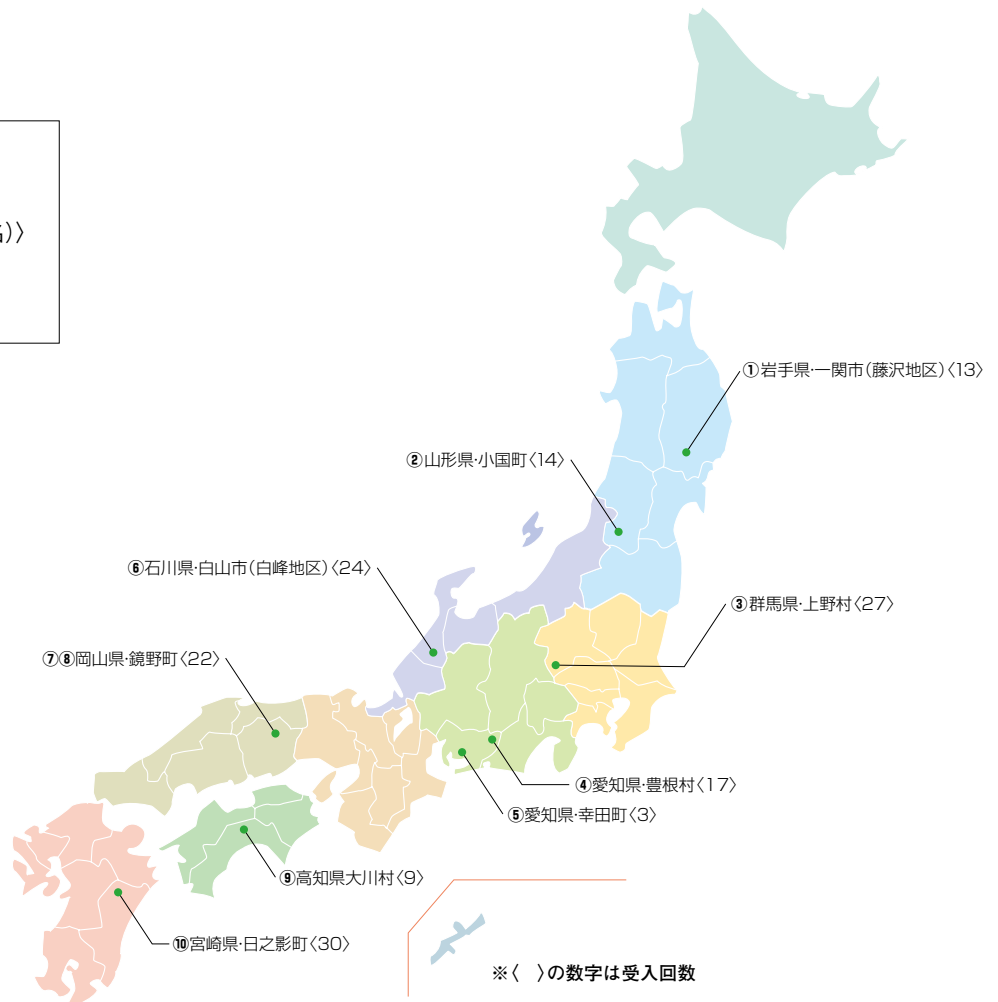 )〉
①岩手県・一関市(藤沢地区)〈13〉
②山形県・小国町〈14〉
⑥石川県・白山市(白峰地区)〈24〉
③群馬県・上野村〈27〉
⑦⑧岡山県・鏡野町〈22〉
④愛知県・豊根村〈17〉
⑤愛知県・幸田町〈3〉
⑨高知県大川村〈9〉
⑩宮崎県・日之影町〈30〉
※〈　〉の数字は受入回数